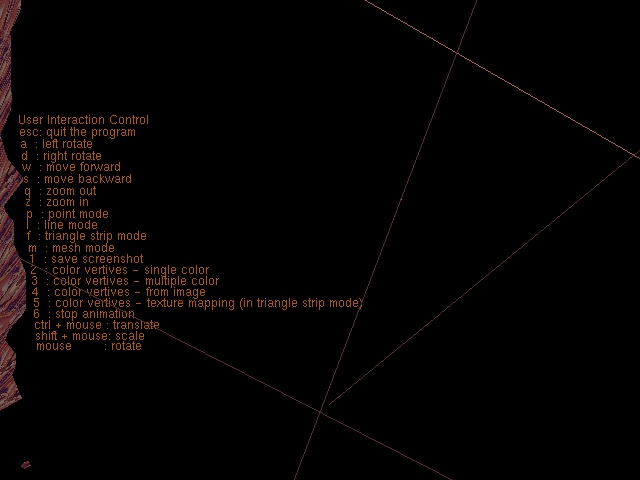 User Interaction Control
esc: quit the program
a : left rotate
d : right rotate
w : move forward
s : move backward
q : zoom out
z : zoom in
p : point mode
l : line mode
f : triangle strip mode
m : mesh mode
1 : save screenshot
2 : color vertives - single color
3 : color vertives - multiple color
4 : color vertives - from image
5 : color vertives - texture mapping (in triangle strip mode)
6 : stop animation
ctrl + mouse : translate
shift + mouse: scale
mouse : rotate